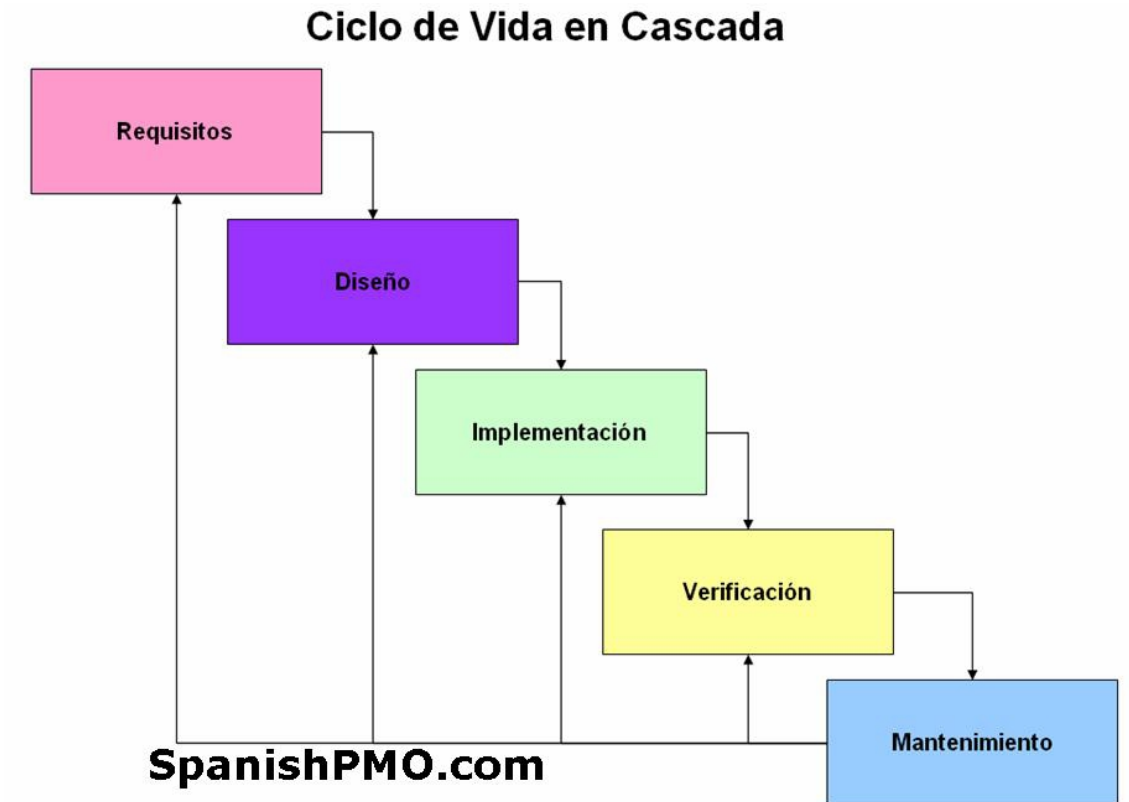 Ciclo de Vida en Cascada
Requisitos
Diseño
Implementación
Verificación
Mantenimiento
SpanishPMO.com